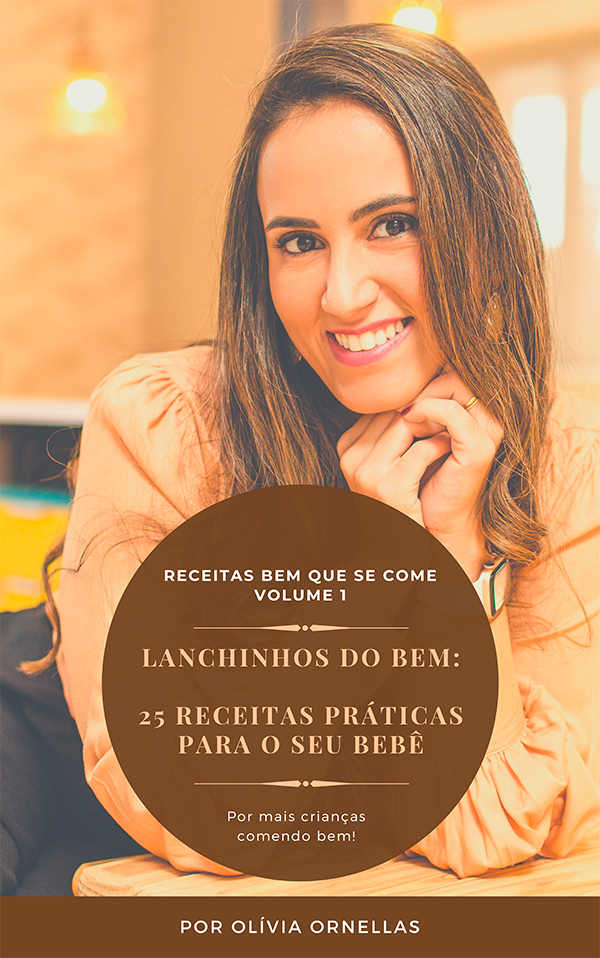 RECEITAS BEM QUE SE COME
VOLUME 1
LANCHINHOS DO BEM:
25 RECEITAS PRÁTICAS
PARA O SEU BEBÊ
Por mais crianças
comendo bem!
POR OLÍVIA ORNELLAS